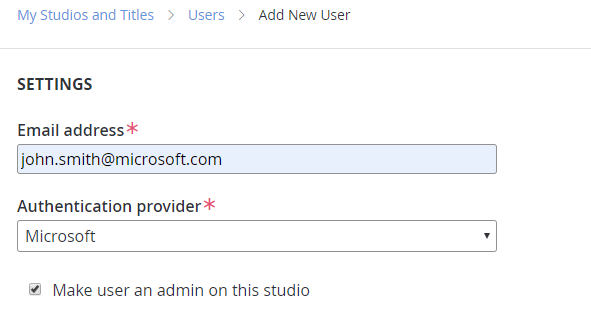 My Studios and Titles > Users > Add New User
SETTINGS
Email address*
john.smith@microsoft.com
Authentication provider*
Microsoft
Make user an admin on this studio